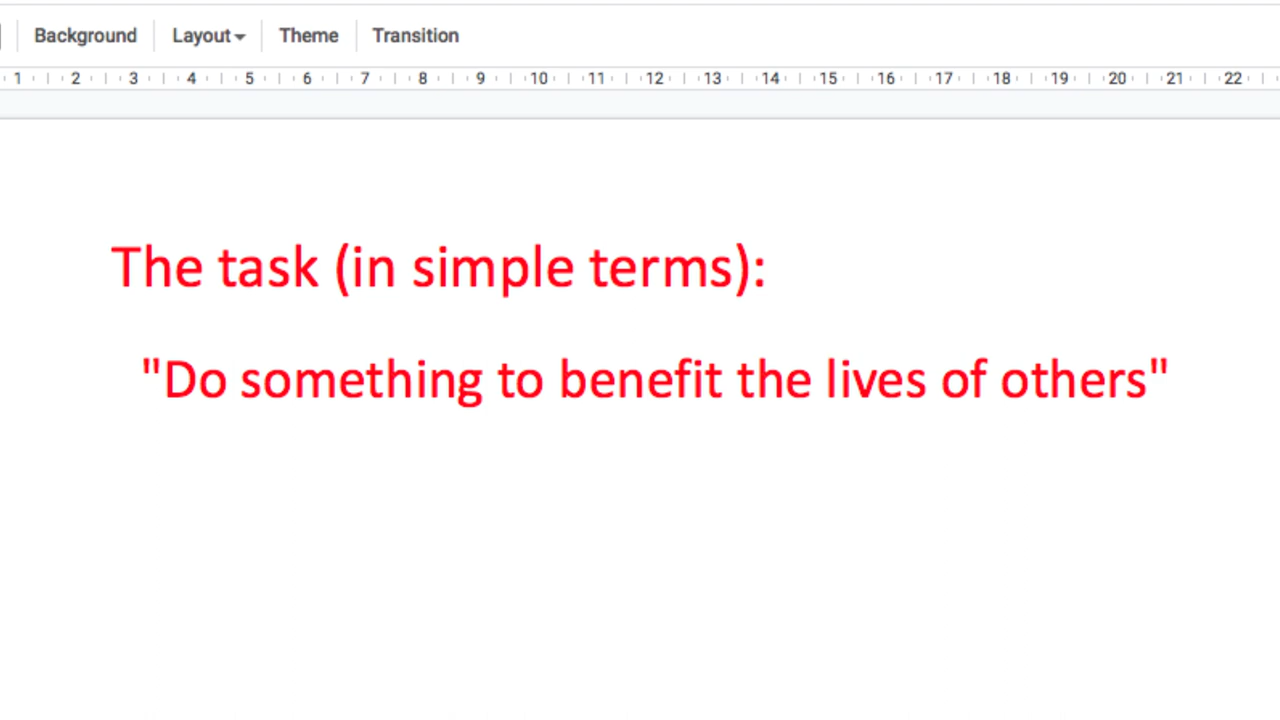 Background Layout Theme Transition
1 2 3 4 5 6 7 8 9 10 11 12 13 14 15 16 17 18 19 20 21 22
The task (in simple terms):
"Do something to benefit the lives of others"